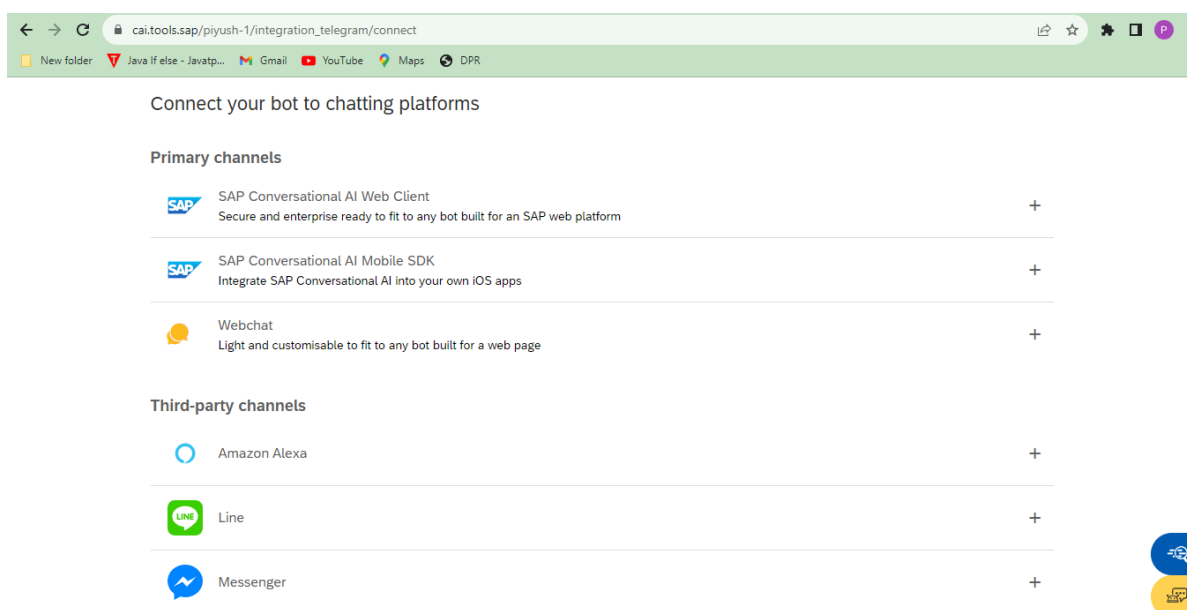 cai.tools.sap/piyush-1/integration_telegram/connect
P
New folder Java If else - Javatp... Gmail YouTube Maps DPR
Connect your bot to chatting platforms
Primary channels
SAP SAP Conversational AI Web Client
Secure and enterprise ready to fit to any bot built for an SAP web platform
SAP SAP Conversational AI Mobile SDK
Integrate SAP Conversational AI into your own iOS apps
Webchat
Light and customisable to fit to any bot built for a web page
Third-party channels
Amazon Alexa
LINE Line
Messenger